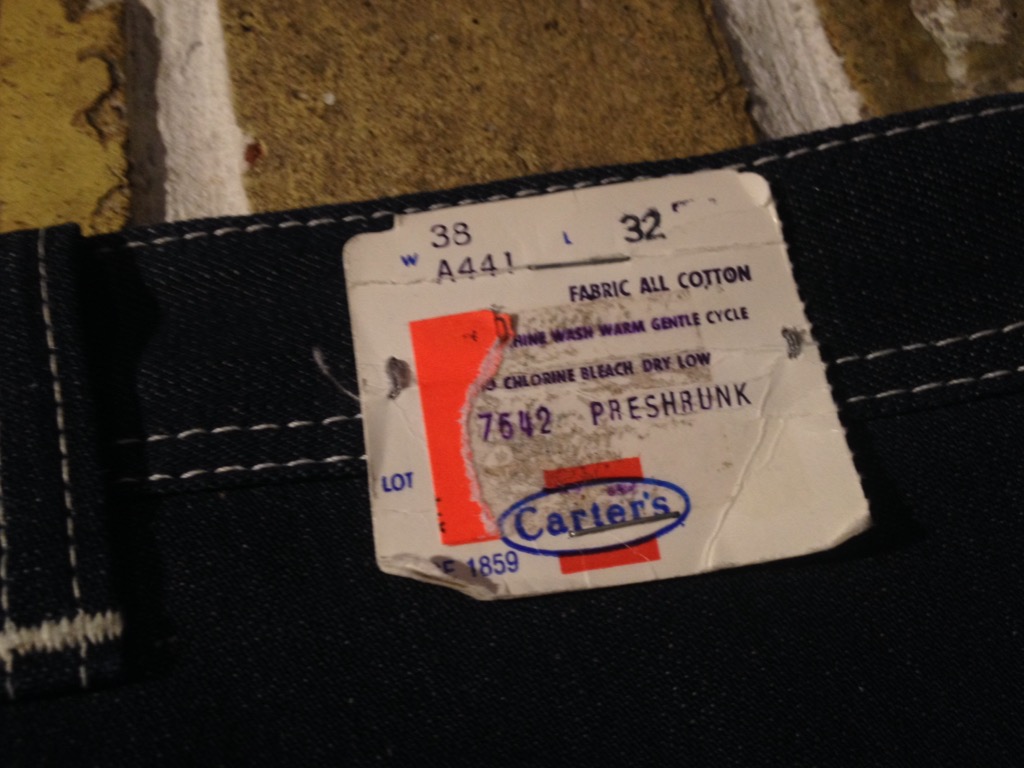 W 38 L 32
A441
FABRIC ALL COTTON
HINE WASH WARM GENTLE CYCLE
CHLORINE BLEACH DRY LOW
7642 PRESHRUNK
LOT
Carter's
1859